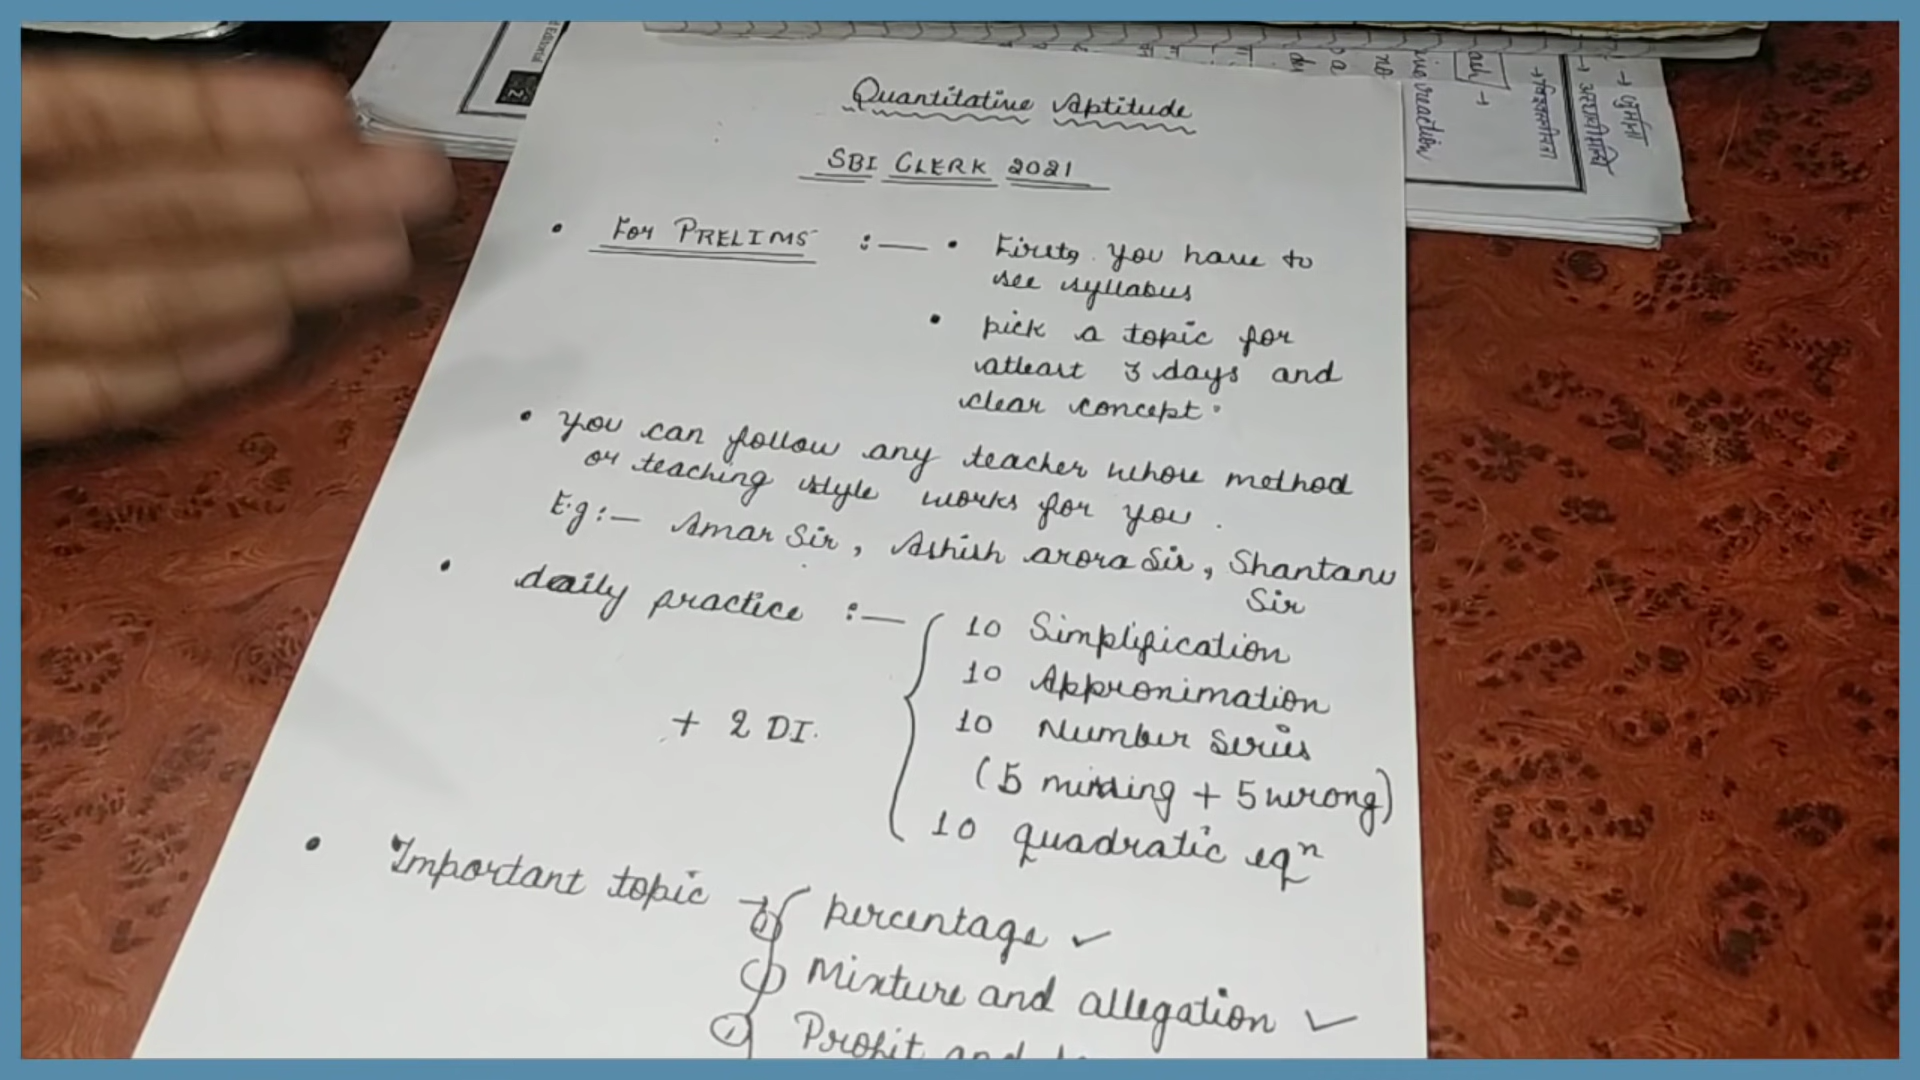 Quantitative Aptitude
SBI CLERK 2021
• For PRELIMS :— • Firstly you have to
see syllabus
• pick a topic for
atleast 3 days and
clear concept.
• you can follow any teacher whose method
or teaching style works for you.
E.g:— Amar Sir, Ashish arora Sir, Shantanu
Sir
• daily practice :— 10 Simplification
10 Approximation
+ 2 DI. 10 Number Series
(5 missing + 5 wrong)
10 quadratic eqⁿ
• Important topic → percentage ✓
Mixture and allegation ✓
Profit and
Editorial